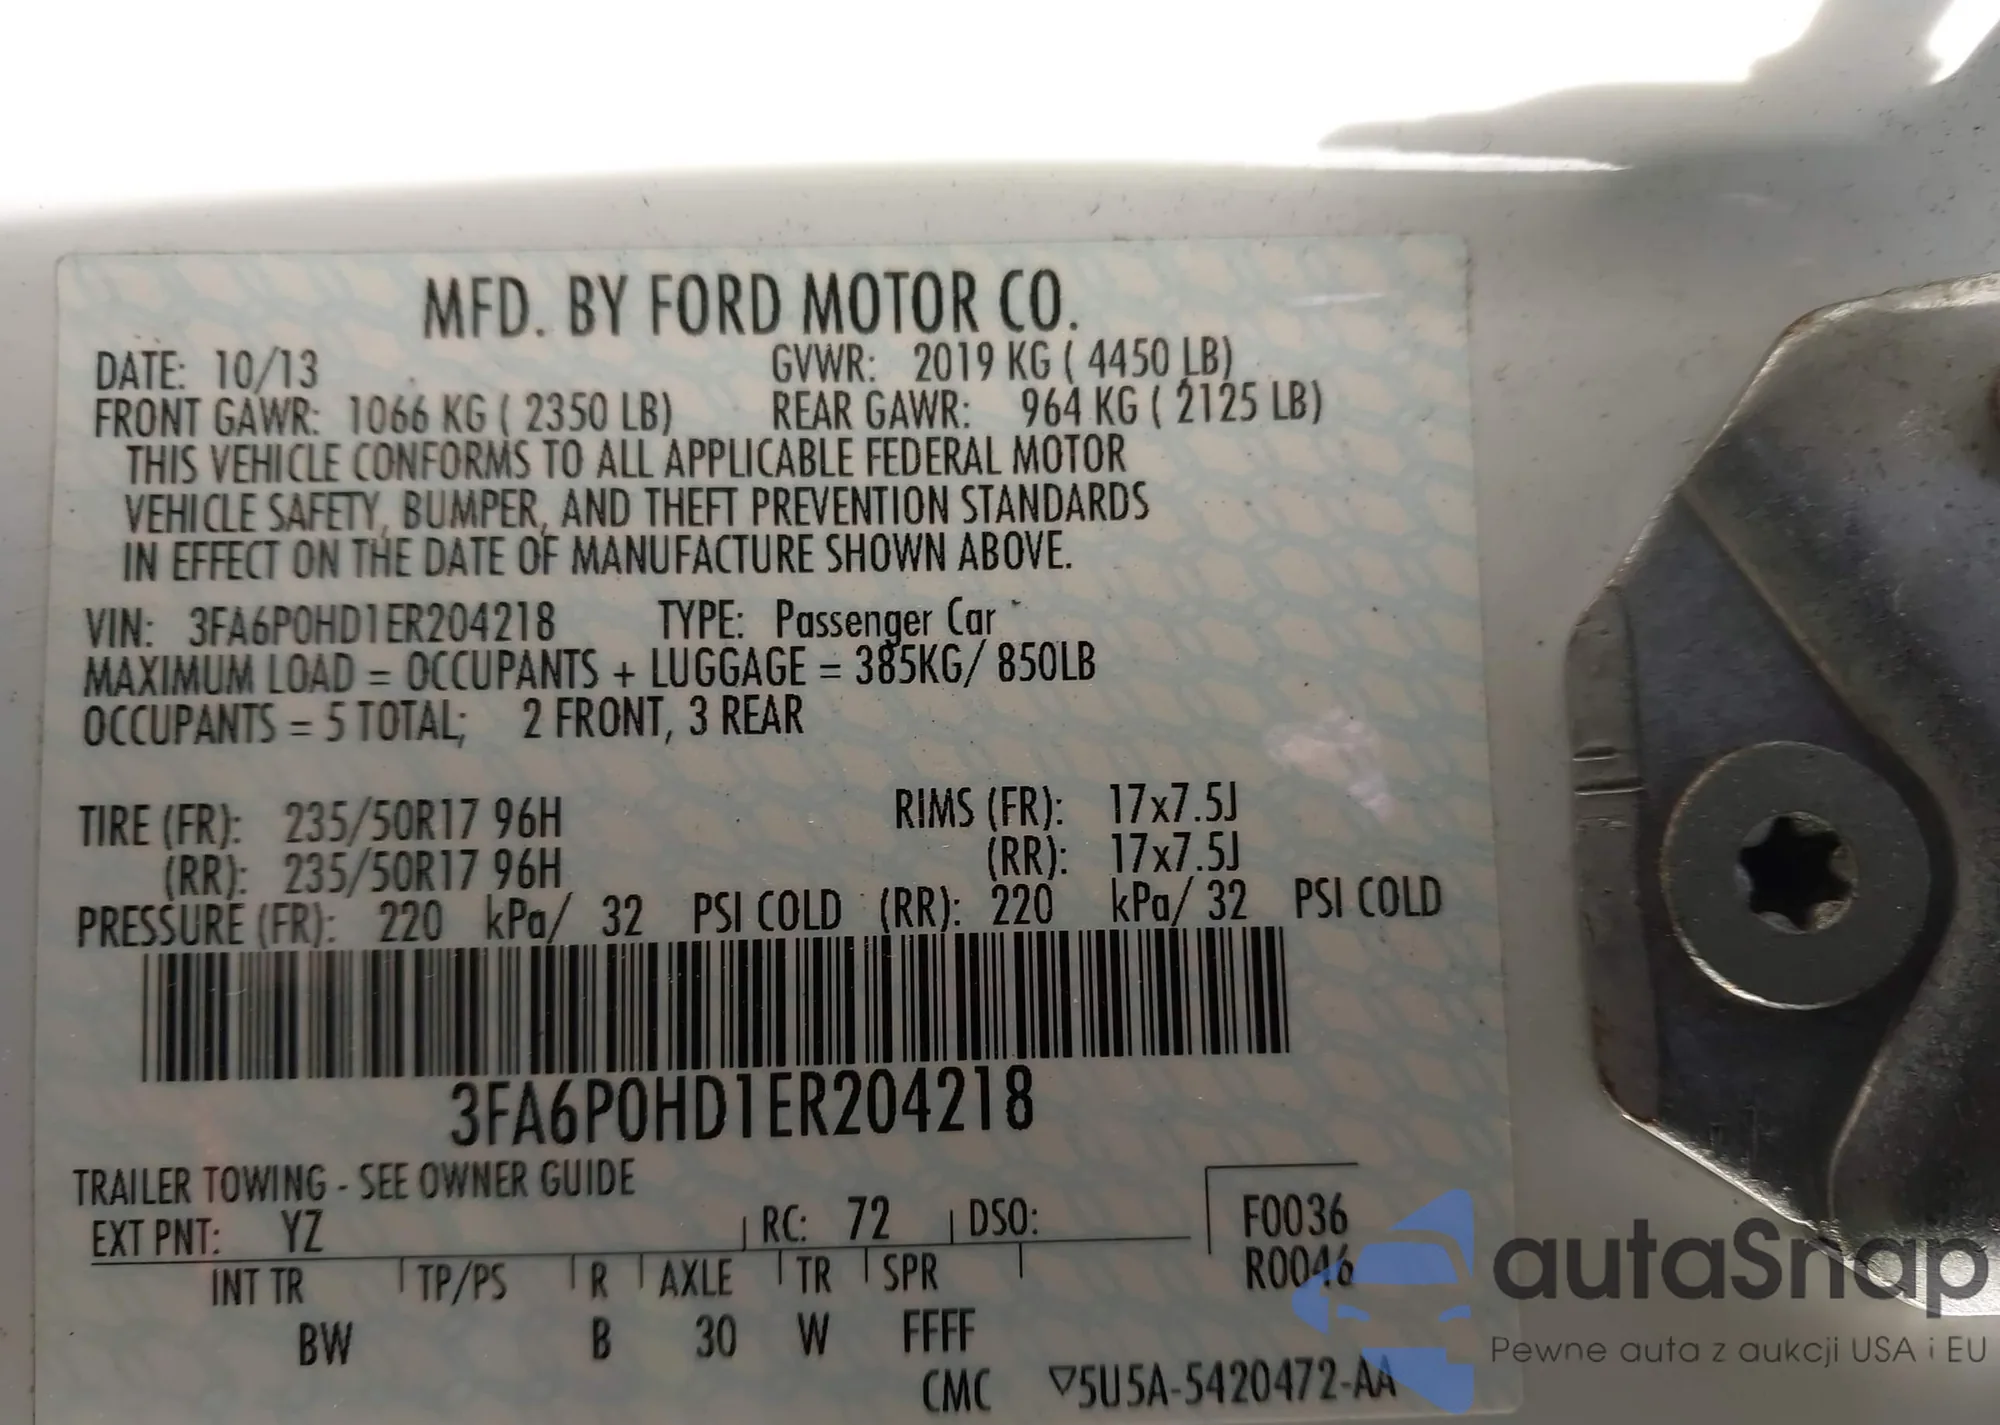 MFD. BY FORD MOTOR CO.
DATE: 10/13 GVWR: 2019 KG ( 4450 LB)
FRONT GAWR: 1066 KG ( 2350 LB) REAR GAWR: 964 KG ( 2125 LB)
THIS VEHICLE CONFORMS TO ALL APPLICABLE FEDERAL MOTOR
VEHICLE SAFETY, BUMPER, AND THEFT PREVENTION STANDARDS
IN EFFECT ON THE DATE OF MANUFACTURE SHOWN ABOVE.
VIN: 3FA6P0HD1ER204218 TYPE: Passenger Car
MAXIMUM LOAD = OCCUPANTS + LUGGAGE = 385KG/ 850LB
OCCUPANTS = 5 TOTAL; 2 FRONT, 3 REAR
TIRE (FR): 235/50R17 96H RIMS (FR): 17x7.5J
(RR): 235/50R17 96H (RR): 17x7.5J
PRESSURE (FR): 220 kPa/ 32 PSI COLD (RR): 220 kPa/ 32 PSI COLD
3FA6P0HD1ER204218
TRAILER TOWING - SEE OWNER GUIDE
EXT PNT: YZ RC: 72 DSO: F0036
R0046
INT TR TP/PS R AXLE TR SPR
BW B 30 W FFFF
CMC ▽5U5A-5420472-AA
autaSnap
Pewne auta z aukcji USA i EU